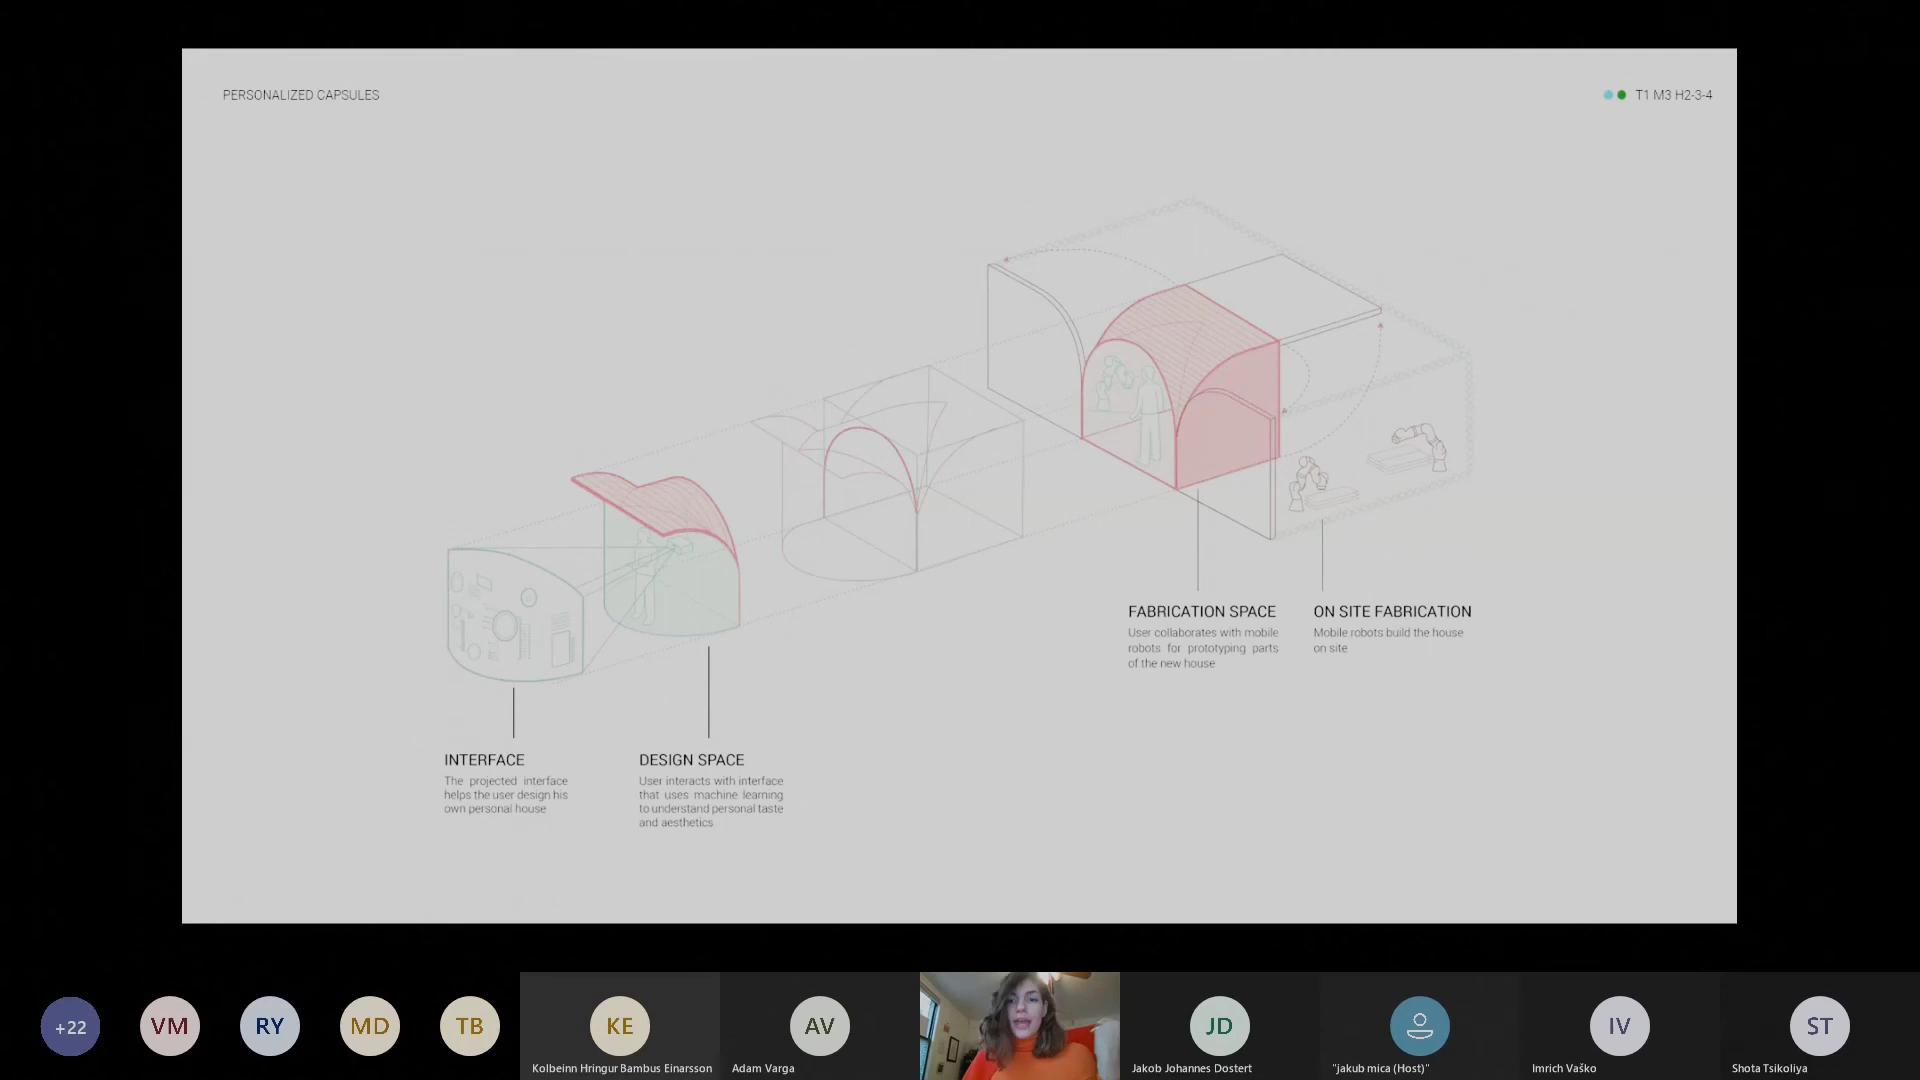 PERSONALIZED CAPSULES
T1 M3 H2-3-4
FABRICATION SPACE
User collaborates with mobile
robots for prototyping parts
of the new house
ON SITE FABRICATION
Mobile robots build the house
on site
INTERFACE
The projected interface
helps the user design his
own personal house
DESIGN SPACE
User interacts with interface
that uses machine learning
to understand personal taste
and aesthetics
+22
VM
RY
MD
TB
KE
AV
JD
IV
ST
Kolbeinn Hringur Bambus Einarsson
Adam Varga
Jakob Johannes Dostert
"jakub mica (Host)"
Imrich Vaško
Shota Tsikoliya